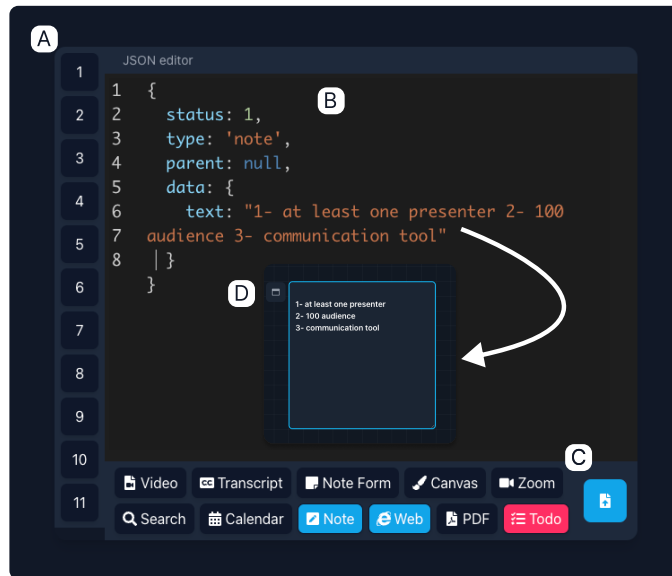 A
JSON editor
1
2
3
4
5
6
7
8
9
10
11
B
1 {
2 status: 1,
3 type: 'note',
4 parent: null,
5 data: {
6 text: "1- at least one presenter 2- 100
7 audience 3- communication tool"
8 }
}
D
1- at least one presenter
2- 100 audience
3- communication tool
C
Video CC Transcript Note Form Canvas Zoom
Search Calendar Note Web PDF Todo